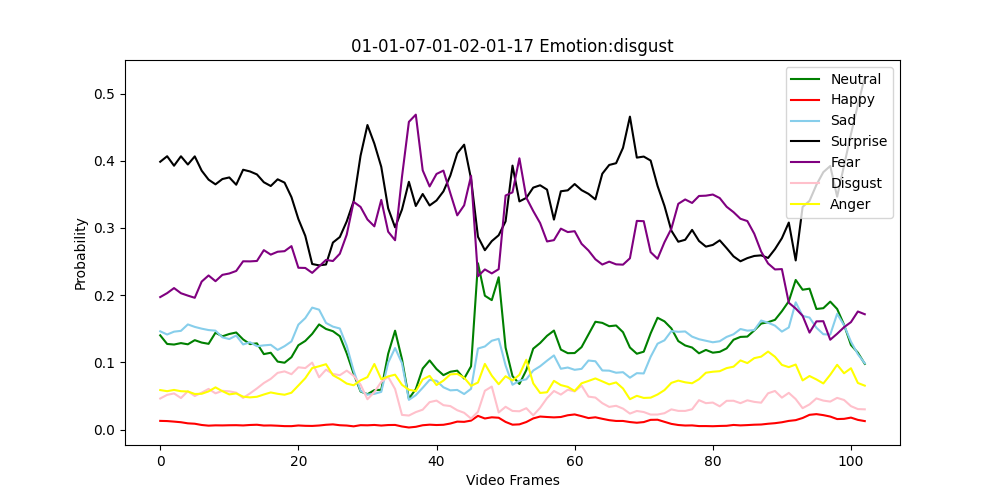 01-01-07-01-02-01-17 Emotion:disgust
Probability
0.5
0.4
0.3
0.2
0.1
0.0
0 20 40 60 80 100
Video Frames
Neutral
Happy
Sad
Surprise
Fear
Disgust
Anger